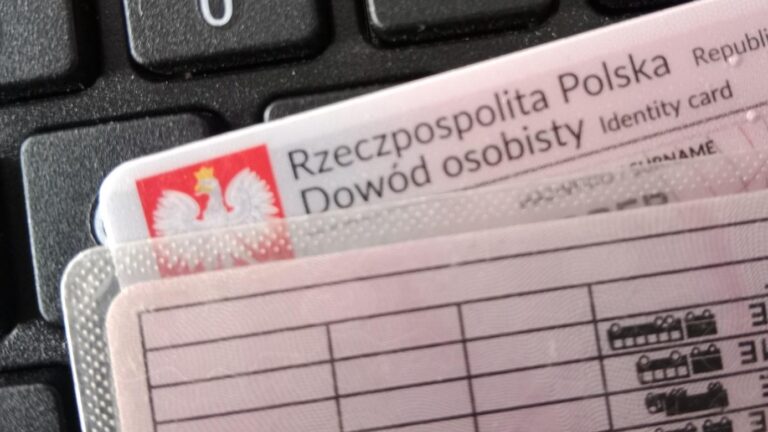 Rzeczpospolita Polska Republi
Dowód osobisty Identity card
/ SURNAME